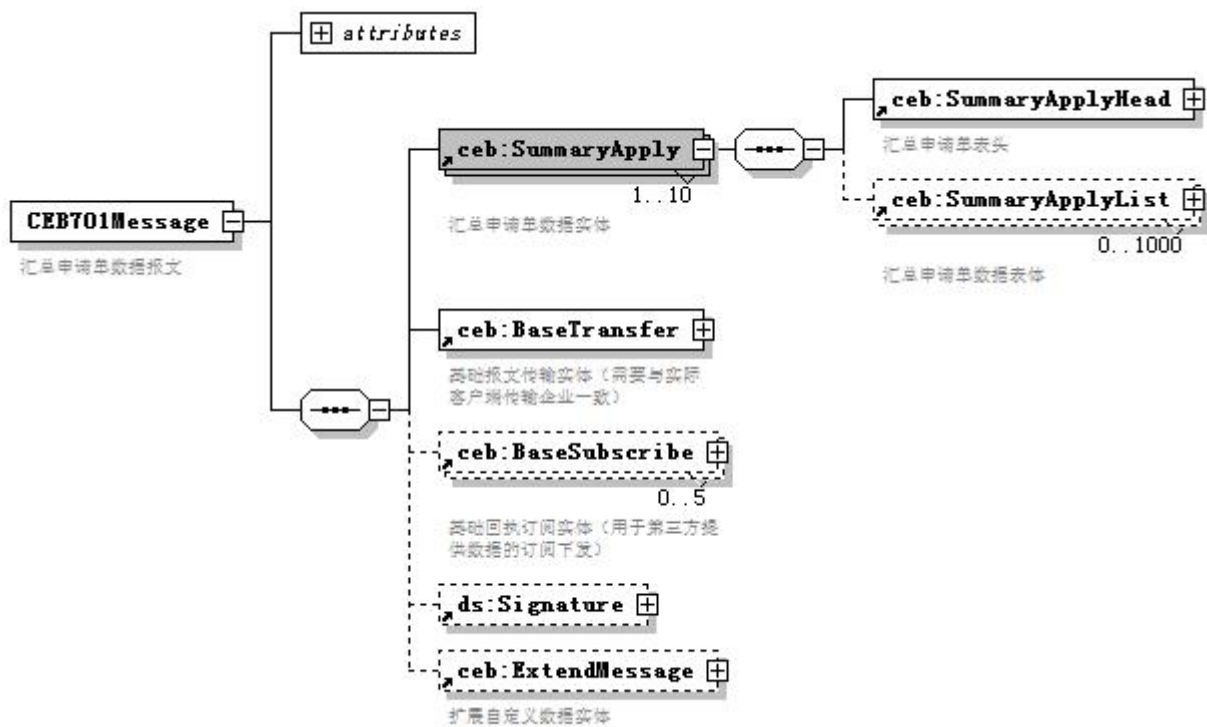 attributes
ceb:SummaryApplyHead
汇总申请单表头
ceb:SummaryApply
1..10
汇总申请单数据实体
ceb:SummaryApplyList
0..1000
汇总申请单数据表体
CEB701Message
汇总申请单数据报文
ceb:BaseTransfer
基础报文传输实体（需要与实际
客户端传输企业一致）
ceb:BaseSubscribe
0..5
基础回执订阅实体（用于第三方提
供数据的订阅下发）
ds:Signature
ceb:ExtendMessage
扩展自定义数据实体